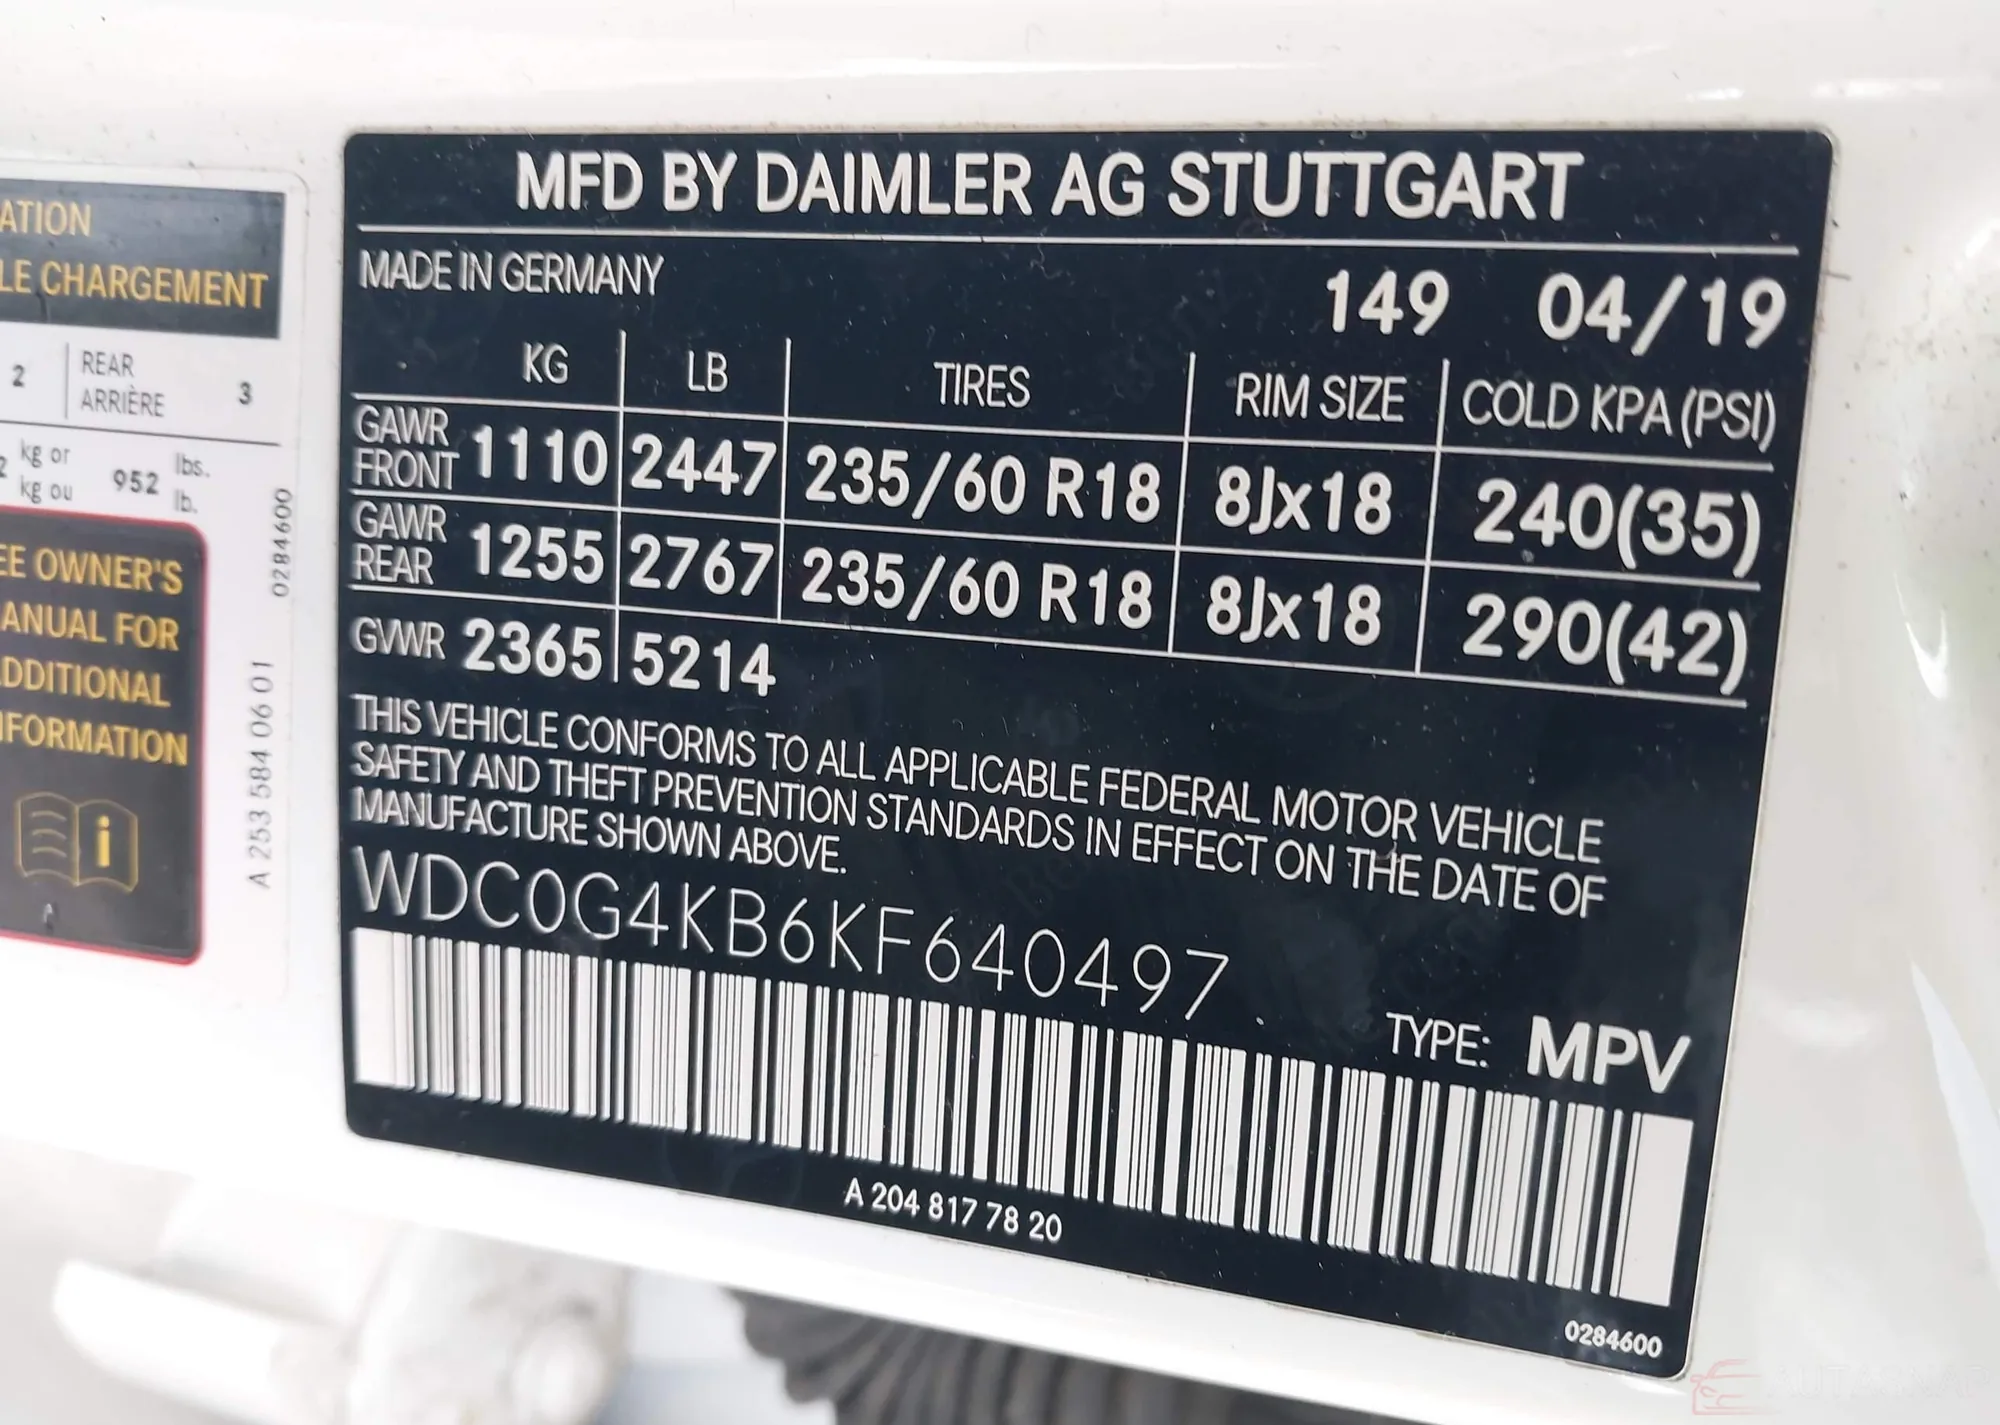 ATION
LE CHARGEMENT
2 REAR ARRIÈRE 3
kg or
kg ou
952 lbs. lb.
0284600
EE OWNER'S
ANUAL FOR
DDITIONAL
FORMATION
i
A 253 584 06 01
MFD BY DAIMLER AG STUTTGART
MADE IN GERMANY
149 04/19
KG LB TIRES RIM SIZE COLD KPA (PSI)
GAWR FRONT 1110 2447 235/60 R18 8Jx18 240(35)
GAWR REAR 1255 2767 235/60 R18 8Jx18 290(42)
GVWR 2365 5214
THIS VEHICLE CONFORMS TO ALL APPLICABLE FEDERAL MOTOR VEHICLE
SAFETY AND THEFT PREVENTION STANDARDS IN EFFECT ON THE DATE OF
MANUFACTURE SHOWN ABOVE.
WDC0G4KB6KF640497
TYPE: MPV
A 204 817 78 20
0284600